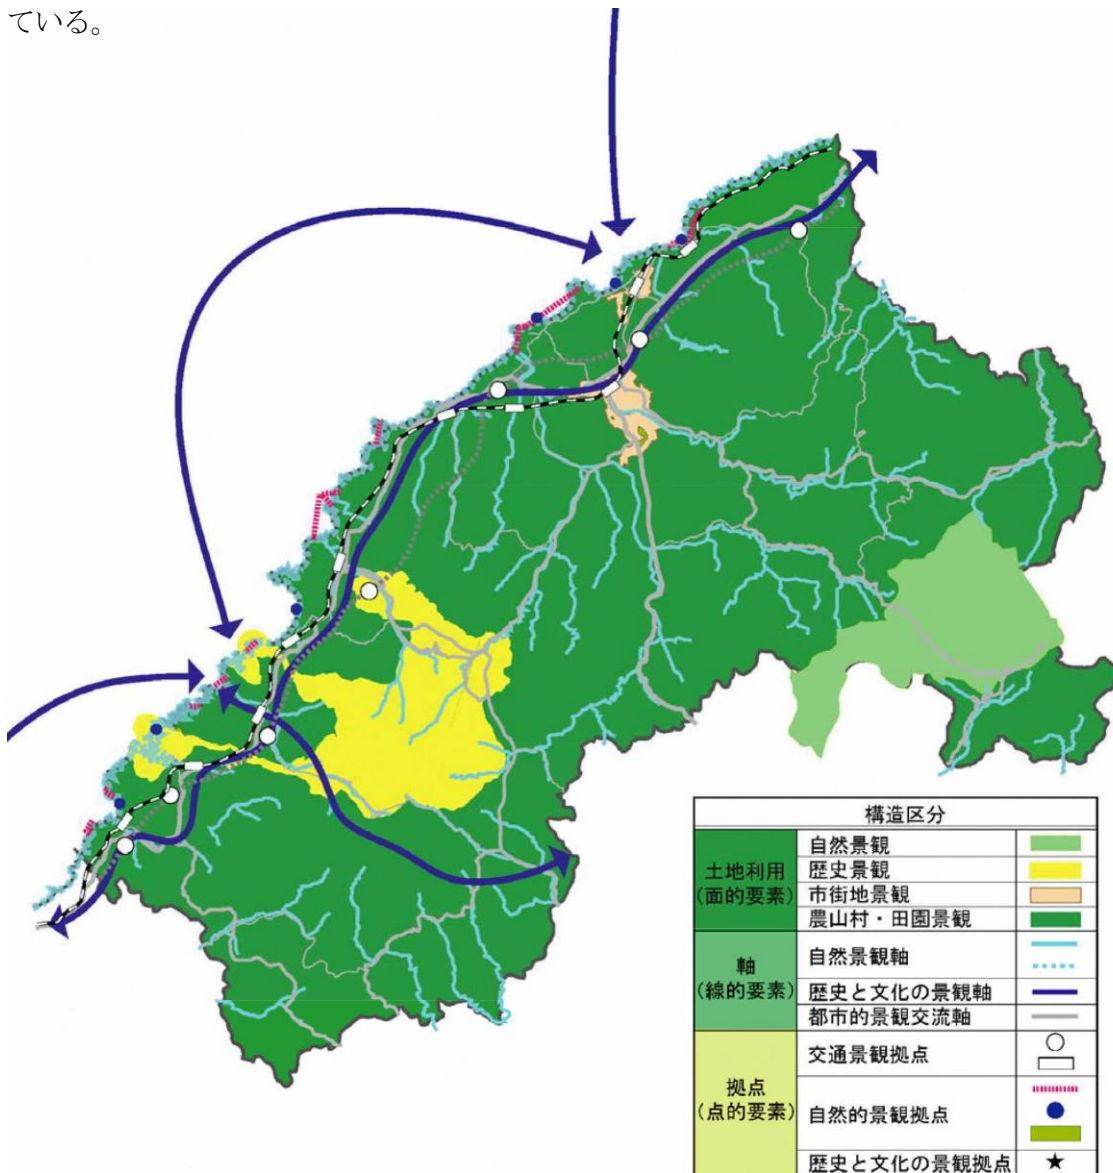 ている。
構造区分
土地利用
(面的要素)
自然景観
歴史景観
市街地景観
農山村・田園景観
軸
(線的要素)
自然景観軸
歴史と文化の景観軸
都市的景観交流軸
拠点
(点的要素)
交通景観拠点
自然的景観拠点
歴史と文化の景観拠点